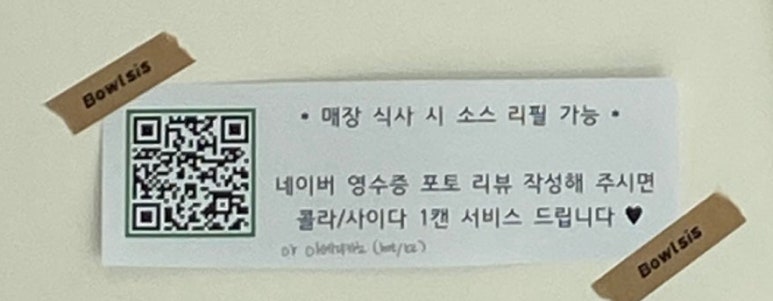 Bowlsis
• 매장 식사 시 소스 리필 가능 •
네이버 영수증 포토 리뷰 작성해 주시면
콜라/사이다 1캔 서비스 드립니다 ♥
or
Bowlsis